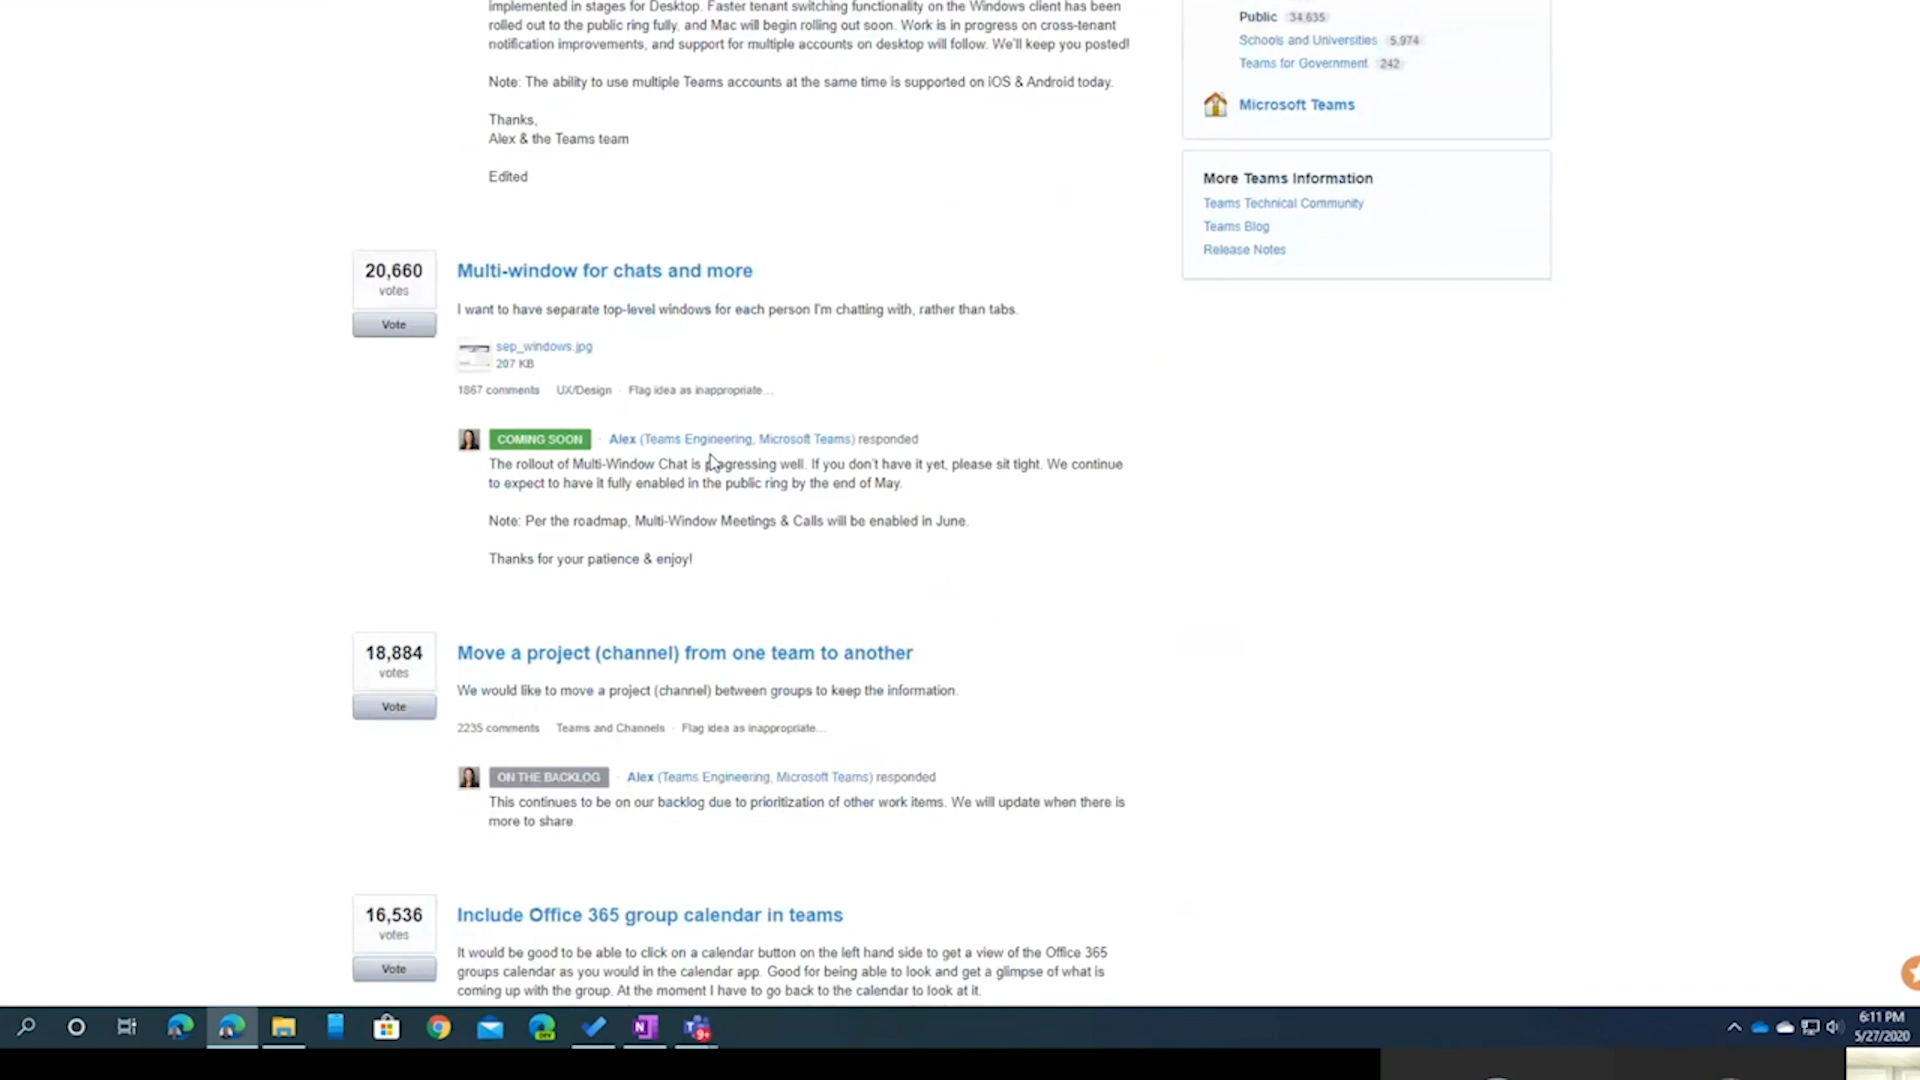 implemented in stages for Desktop. Faster tenant switching functionality on the Windows client has been
rolled out to the public ring fully, and Mac will begin rolling out soon. Work is in progress on cross-tenant
notification improvements, and support for multiple accounts on desktop will follow. We'll keep you posted!
Note: The ability to use multiple Teams accounts at the same time is supported on iOS & Android today.
Thanks,
Alex & the Teams team
Edited
20,660
votes
Vote
Multi-window for chats and more
I want to have separate top-level windows for each person I'm chatting with, rather than tabs.
sep_windows.jpg
207 KB
1867 comments · UX/Design · Flag idea as inappropriate…
COMING SOON · Alex (Teams Engineering, Microsoft Teams) responded
The rollout of Multi-Window Chat is progressing well. If you don't have it yet, please sit tight. We continue
to expect to have it fully enabled in the public ring by the end of May.
Note: Per the roadmap, Multi-Window Meetings & Calls will be enabled in June.
Thanks for your patience & enjoy!
18,884
votes
Vote
Move a project (channel) from one team to another
We would like to move a project (channel) between groups to keep the information.
2235 comments · Teams and Channels · Flag idea as inappropriate…
ON THE BACKLOG · Alex (Teams Engineering, Microsoft Teams) responded
This continues to be on our backlog due to prioritization of other work items. We will update when there is
more to share.
16,536
votes
Vote
Include Office 365 group calendar in teams
It would be good to be able to click on a calendar button on the left hand side to get a view of the Office 365
groups calendar as you would in the calendar app. Good for being able to look and get a glimpse of what is
coming up with the group. At the moment I have to go back to the calendar to look at it.
Public 34,635
Schools and Universities 5,974
Teams for Government 242
Microsoft Teams
More Teams Information
Teams Technical Community
Teams Blog
Release Notes
DEV
N
T 9+
6:11 PM
5/27/2020